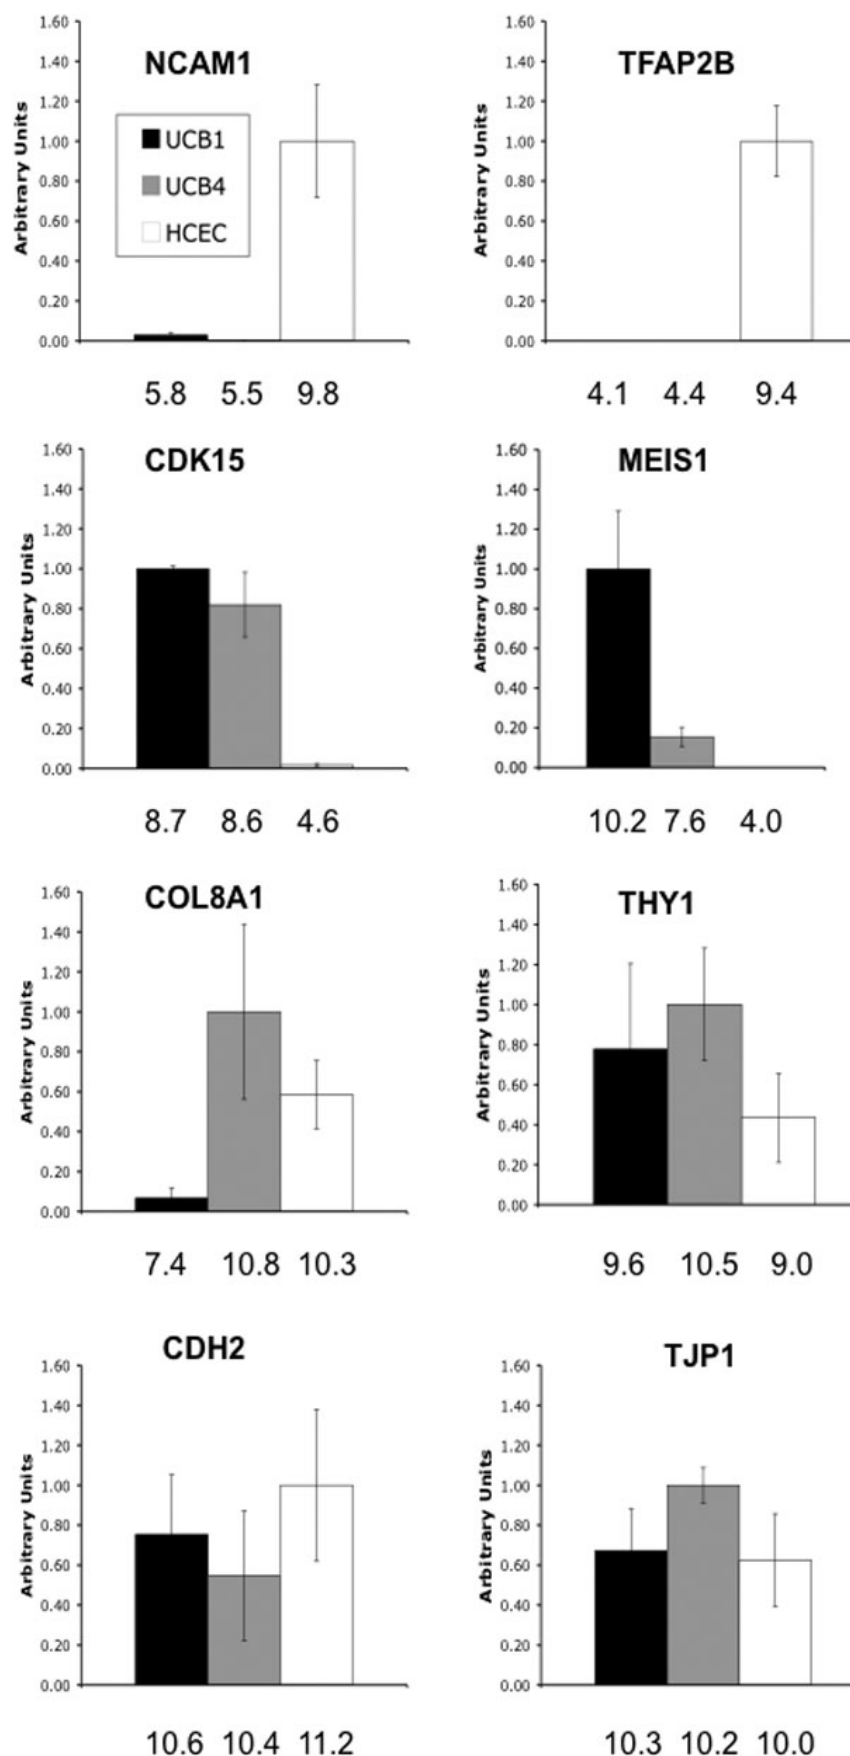 NCAM1
Arbitrary Units
1.60
1.40
1.20
1.00
0.80
0.60
0.40
0.20
0.00
UCB1
UCB4
HCEC
5.8 5.5 9.8
TFAP2B
Arbitrary Units
1.60
1.40
1.20
1.00
0.80
0.60
0.40
0.20
0.00
4.1 4.4 9.4
CDK15
Arbitrary Units
1.60
1.40
1.20
1.00
0.80
0.60
0.40
0.20
0.00
8.7 8.6 4.6
MEIS1
Arbitrary Units
1.60
1.40
1.20
1.00
0.80
0.60
0.40
0.20
0.00
10.2 7.6 4.0
COL8A1
Arbitrary Units
1.60
1.40
1.20
1.00
0.80
0.60
0.40
0.20
0.00
7.4 10.8 10.3
THY1
Arbitrary Units
1.60
1.40
1.20
1.00
0.80
0.60
0.40
0.20
0.00
9.6 10.5 9.0
CDH2
Arbitrary Units
1.60
1.40
1.20
1.00
0.80
0.60
0.40
0.20
0.00
10.6 10.4 11.2
TJP1
Arbitrary Units
1.60
1.40
1.20
1.00
0.80
0.60
0.40
0.20
0.00
10.3 10.2 10.0